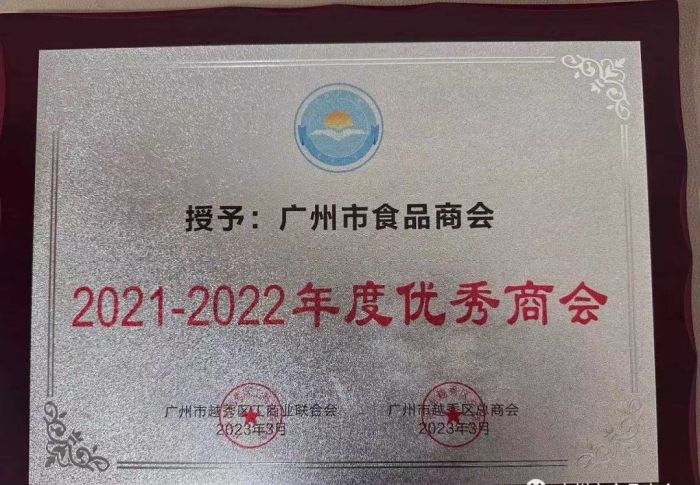 授予：广州市食品商会
2021-2022年度优秀商会
广州市越秀区工商业联合会
2023年3月
广州市越秀区总商会
2023年3月